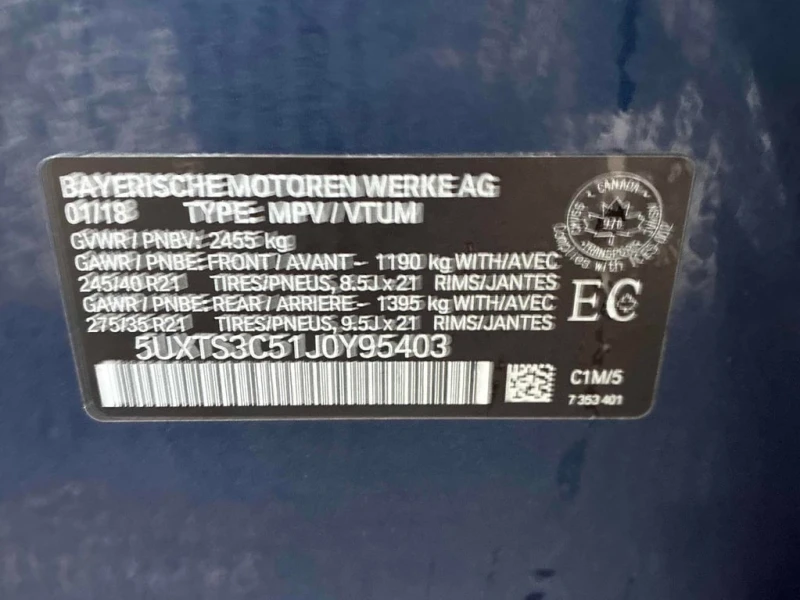 BAYERISCHE MOTOREN WERKE AG
01/18 TYPE: MPV / VTUM
GVWR / PNBV: 2455 kg
GAWR / PNBE: FRONT / AVANT - 1190 kg WITH/AVEC
245/40 R21 TIRES/PNEUS, 8.5J x 21 RIMS/JANTES
GAWR / PNBE: REAR / ARRIERE - 1395 kg WITH/AVEC
275/35 R21 TIRES/PNEUS, 9.5J x 21 RIMS/JANTES
5UXTS3C51J0Y95403
CANADA
TRANSPORT
EC
C1M/5
7 353 401